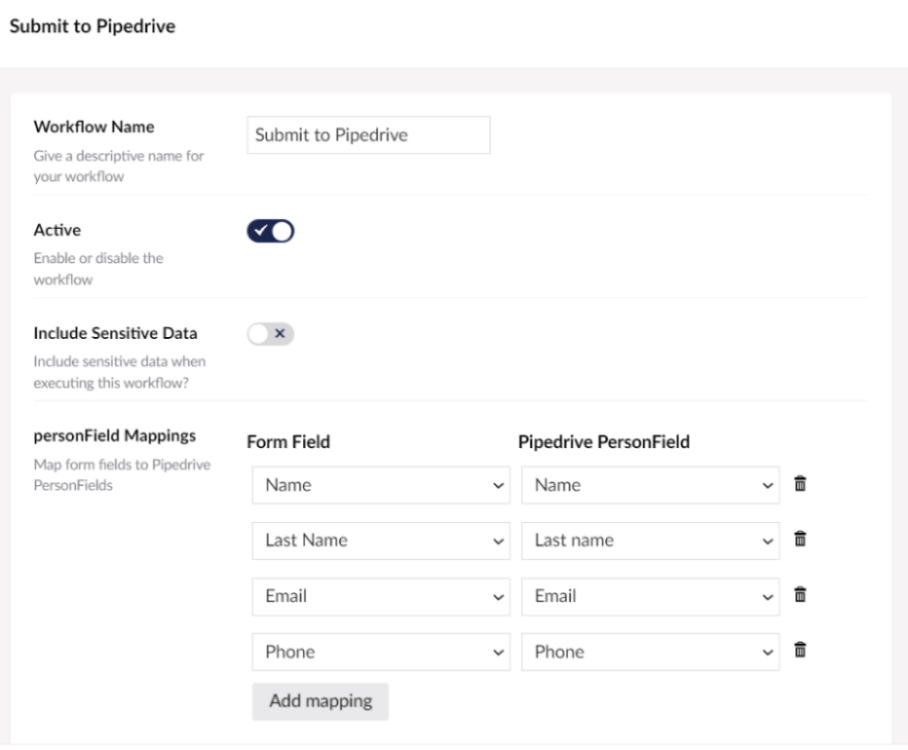 Submit to Pipedrive
Workflow Name
Submit to Pipedrive
Give a descriptive name for
your workflow
Active
Enable or disable the
workflow
Include Sensitive Data
Include sensitive data when
executing this workflow?
personField Mappings
Map form fields to Pipedrive
PersonFields
Form Field Pipedrive PersonField
Name Name
Last Name Last name
Email Email
Phone Phone
Add mapping